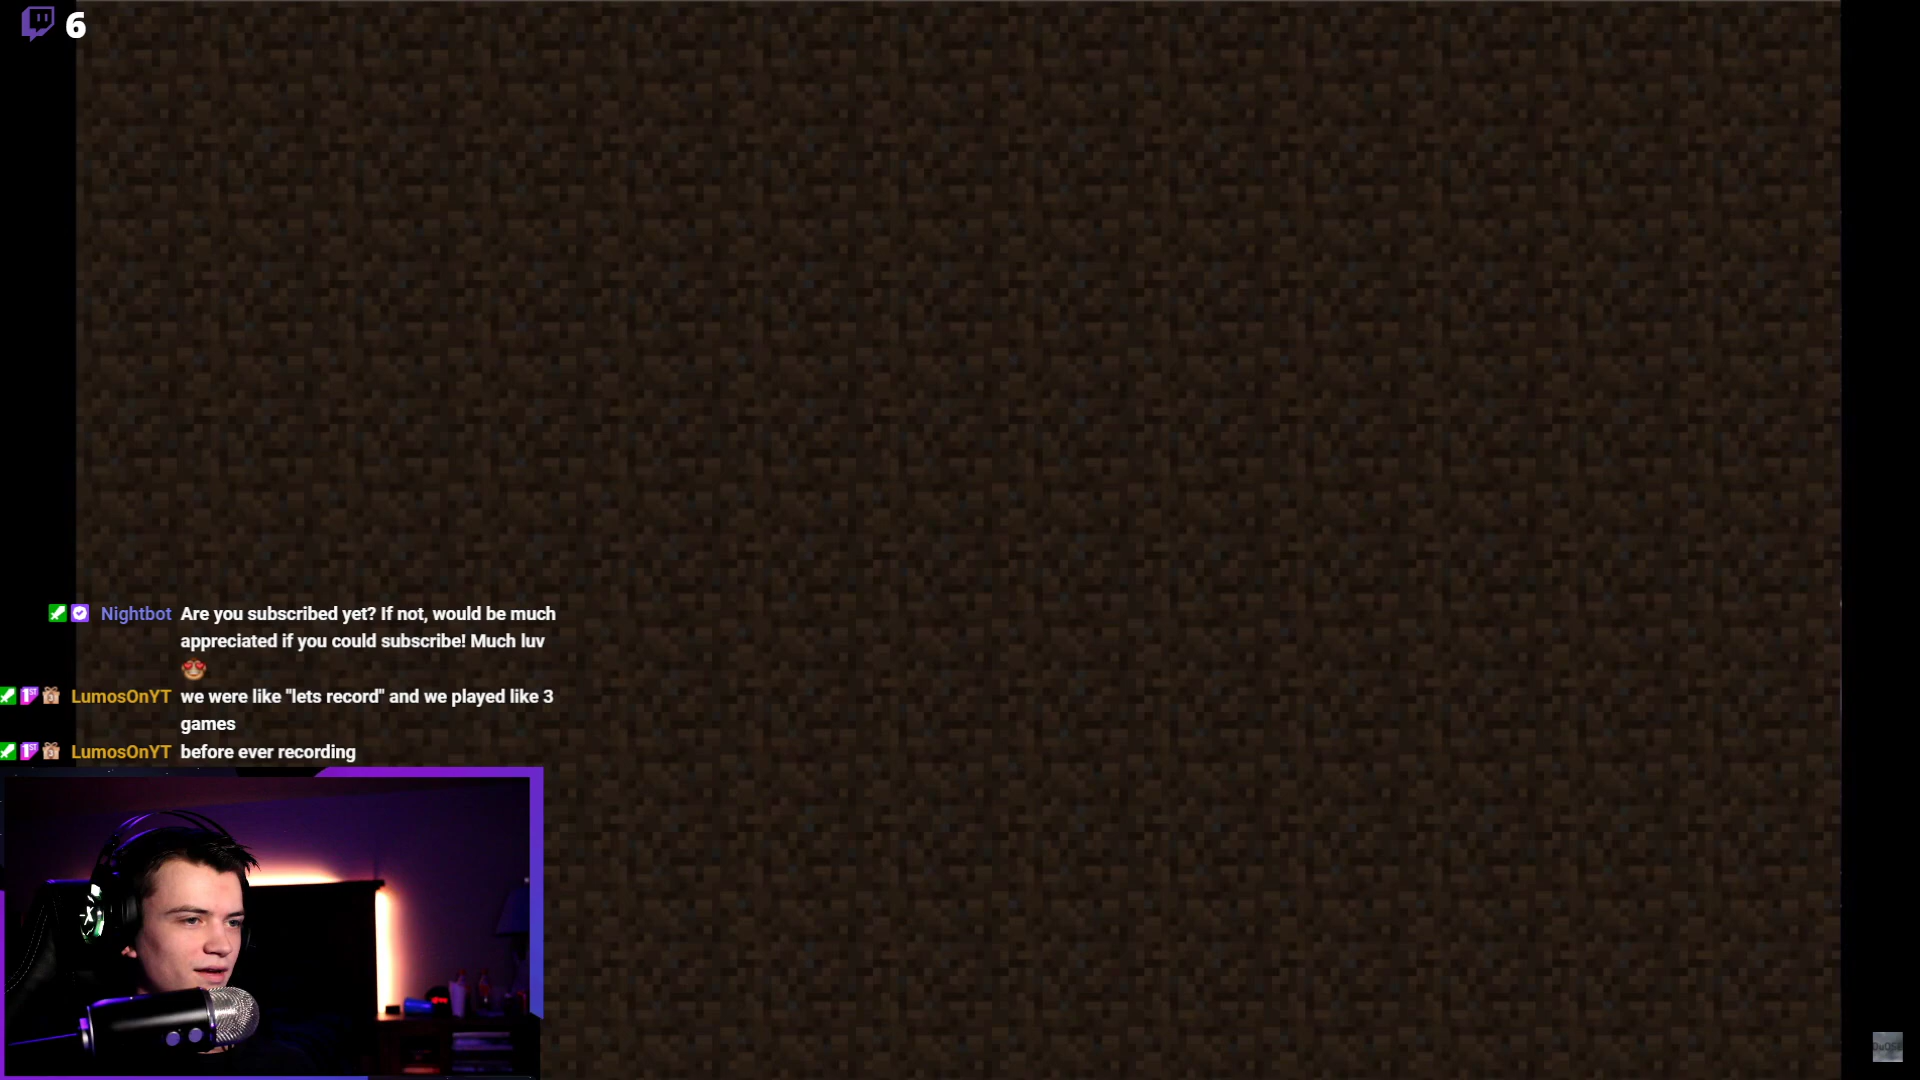 6
Nightbot Are you subscribed yet? If not, would be much
appreciated if you could subscribe! Much luv
LumosOnYT we were like "lets record" and we played like 3
games
LumosOnYT before ever recording